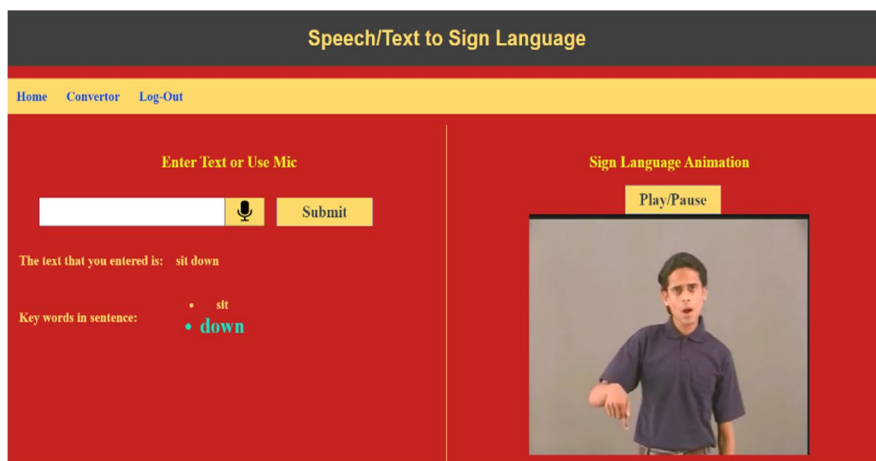 Speech/Text to Sign Language
Home Convertor Log-Out
Enter Text or Use Mic
Submit
The text that you entered is: sit down
Key words in sentence:
• sit
• down
Sign Language Animation
Play/Pause